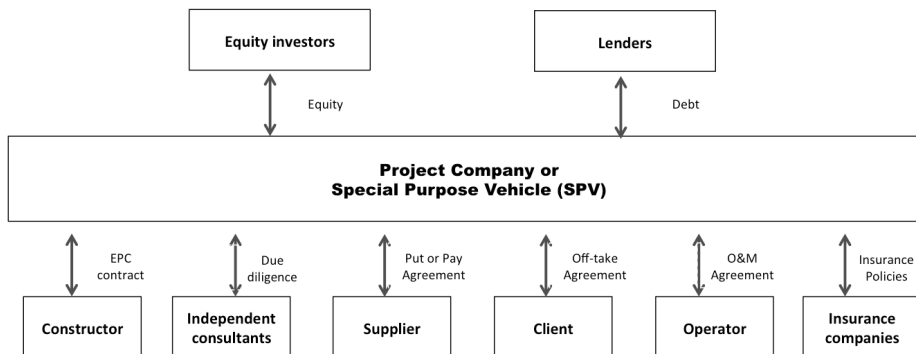 Equity investors
Lenders
Equity
Debt
Project Company or
Special Purpose Vehicle (SPV)
EPC
contract
Due
diligence
Put or Pay
Agreement
Off-take
Agreement
O&M
Agreement
Insurance
Policies
Constructor
Independent
consultants
Supplier
Client
Operator
Insurance
companies